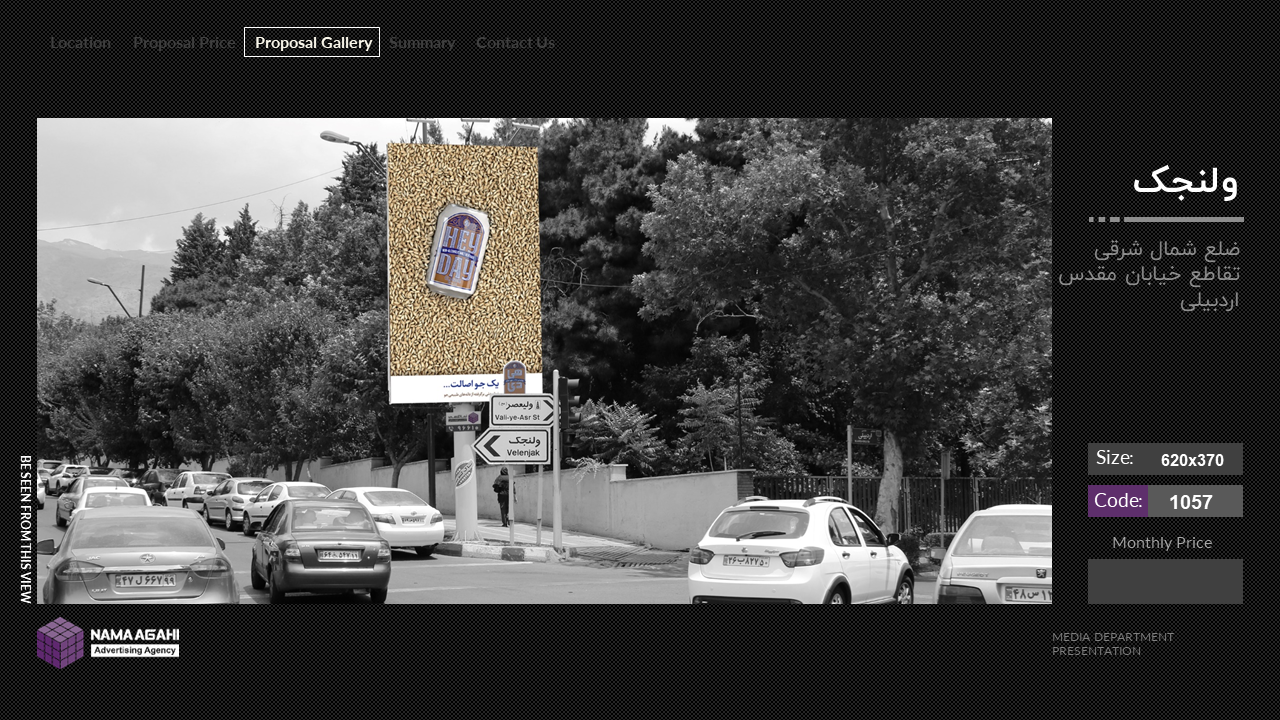 Location
Proposal Price
Proposal Gallery
Summary
Contact Us
ولنجک
ضلع شمال شرقی
تقاطع خیابان مقدس
اردبیلی
HEY
DAY
یک جو اصالت...
ولیعصر
Vali-ye-Asr St
ولنجک
Velenjak
BE SEEN FROM THIS VIEW
Size:
620x370
Code:
1057
Monthly Price
NAMA AGAHI
Advertising Agency
MEDIA DEPARTMENT
PRESENTATION